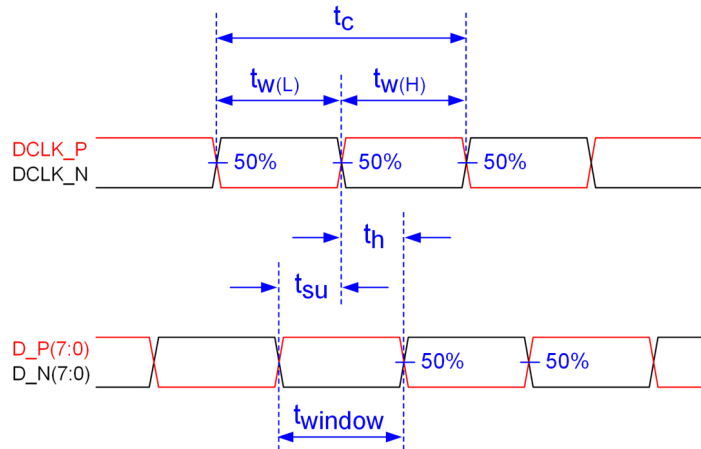 tc
tw(L) tw(H)
DCLK_P
DCLK_N
50% 50% 50%
th
tsu
D_P(7:0)
D_N(7:0)
50% 50%
twindow